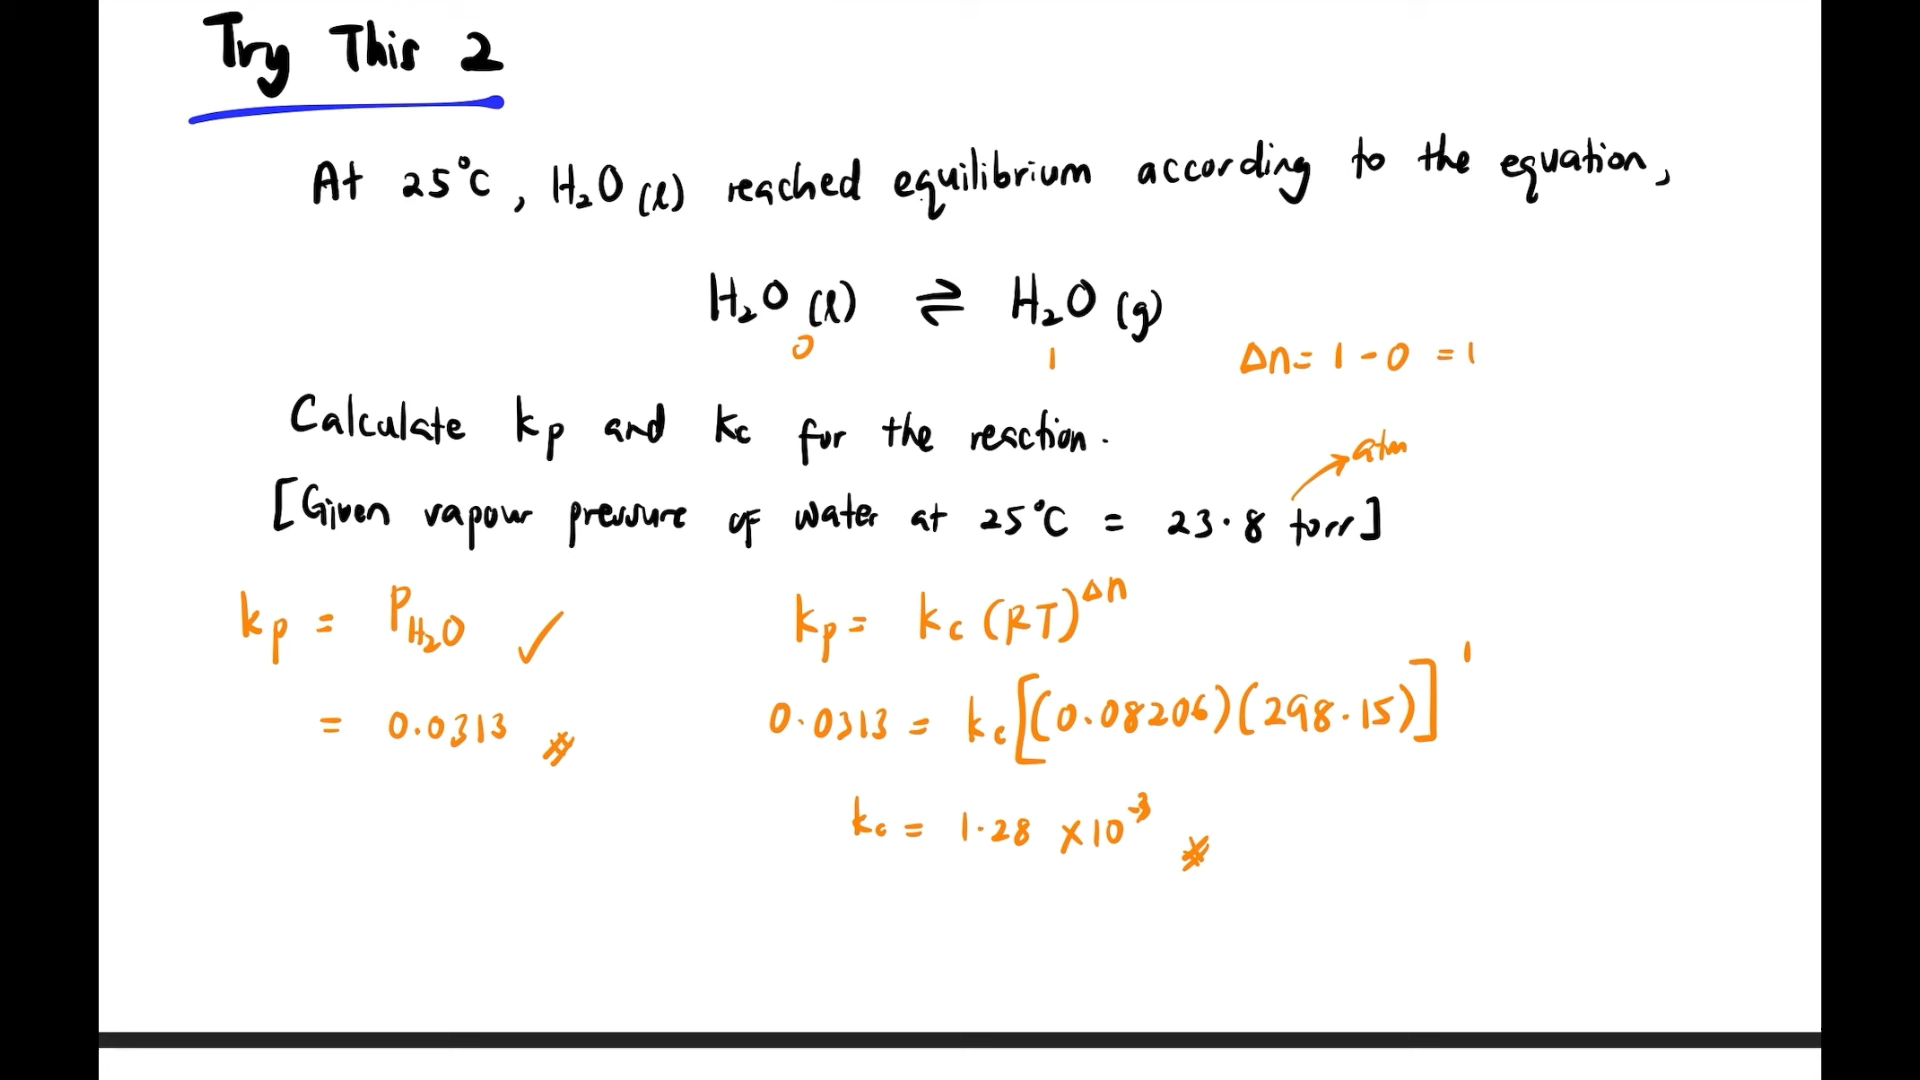 Try This 2
At 25°C, H₂O (l) reached equilibrium according to the equation,
H₂O (l) ⇌ H₂O (g)
0 1 Δn = 1 - 0 = 1
Calculate kp and kc for the reaction.
atm
[Given vapour pressure of water at 25°C = 23.8 torr]
kp = P_H₂O ✓ kp = kc (RT)^Δn
= 0.0313 # 0.0313 = kc[(0.08206)(298.15)]¹
kc = 1.28 × 10⁻³ #